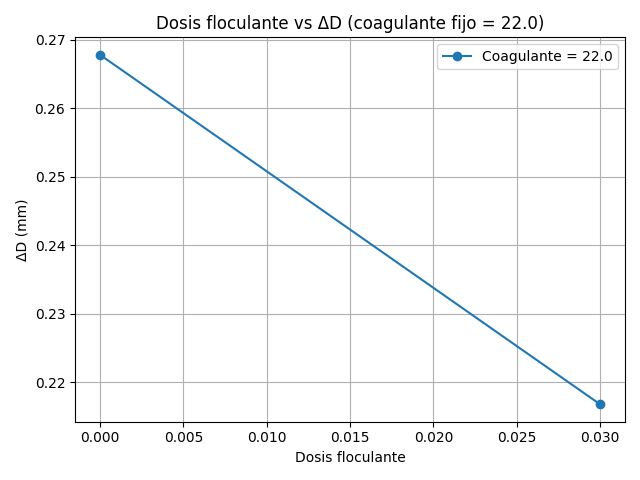 Dosis floculante vs ΔD (coagulante fijo = 22.0)
Coagulante = 22.0
ΔD (mm)
0.27
0.26
0.25
0.24
0.23
0.22
0.000 0.005 0.010 0.015 0.020 0.025 0.030
Dosis floculante